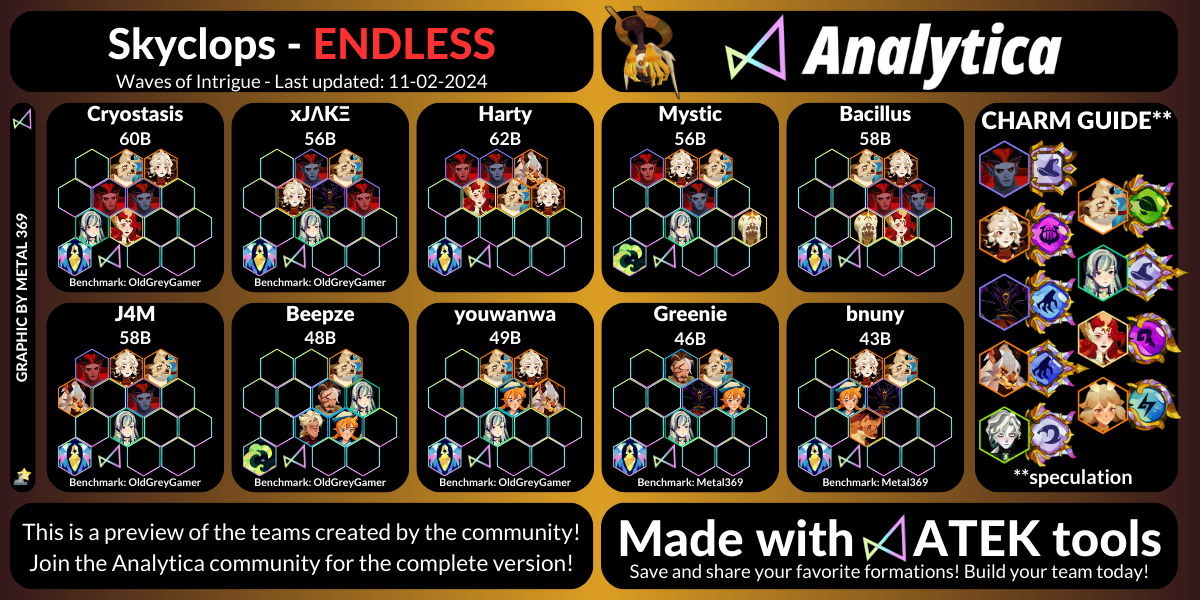 Skyclops - ENDLESS
Waves of Intrigue - Last updated: 11-02-2024
Analytica
GRAPHIC BY METAL 369
Cryostasis
60B
Benchmark: OldGreyGamer
xJΛKΞ
56B
Benchmark: OldGreyGamer
Harty
62B
Mystic
56B
Bacillus
58B
J4M
58B
Benchmark: OldGreyGamer
Beepze
48B
Benchmark: OldGreyGamer
youwanwa
49B
Benchmark: OldGreyGamer
Greenie
46B
Benchmark: Metal369
bnuny
43B
Benchmark: Metal369
CHARM GUIDE**
**speculation
This is a preview of the teams created by the community!
Join the Analytica community for the complete version!
Made with ATEK tools
Save and share your favorite formations! Build your team today!